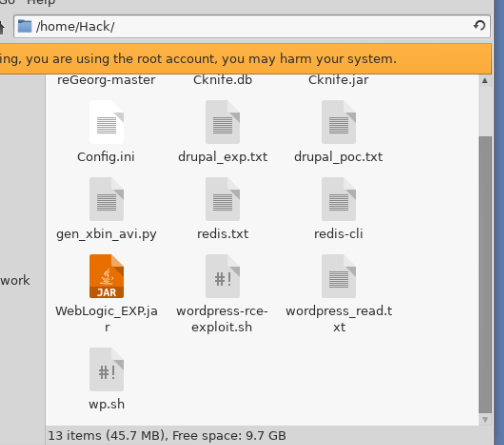 Go Help
/home/Hack/
ing, you are using the root account, you may harm your system.
reGeorg-master Cknife.db Cknife.jar
Config.ini drupal_exp.txt drupal_poc.txt
gen_xbin_avi.py redis.txt redis-cli
work
JAR #!
WebLogic_EXP.ja wordpress-rce- wordpress_read.t
r exploit.sh xt
#!
wp.sh
13 items (45.7 MB), Free space: 9.7 GB